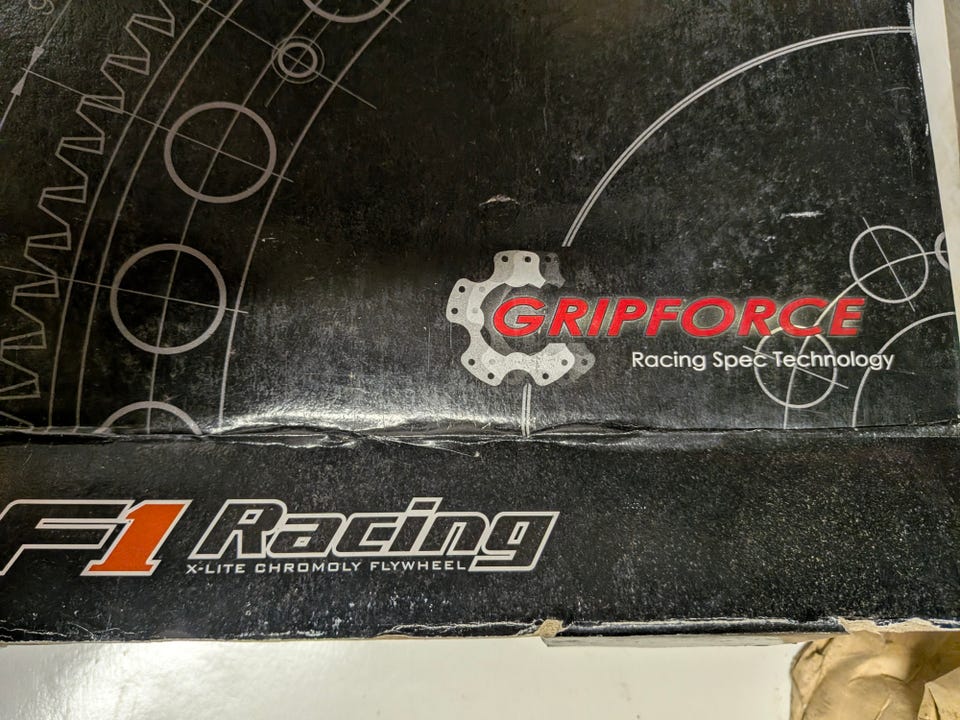 GRIPFORCE
Racing Spec Technology
F1 Racing
X-LITE CHROMOLY FLYWHEEL